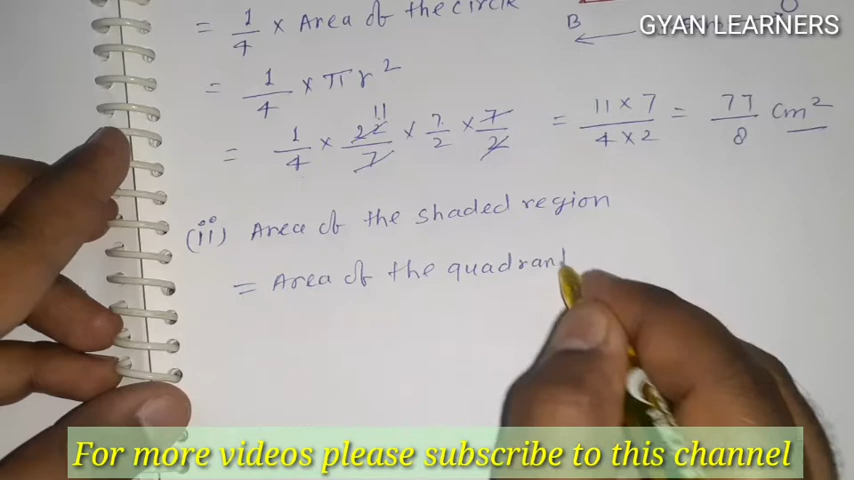 = 1/4 × Area of the circle
B
GYAN LEARNERS
= 1/4 × πr²
= 1/4 × 22/7 11 × 7/2 × 7/2 = 11 × 7 / 4 × 2 = 77/8 cm²
(ii) Area of the shaded region
= Area of the quadrant
For more videos please subscribe to this channel